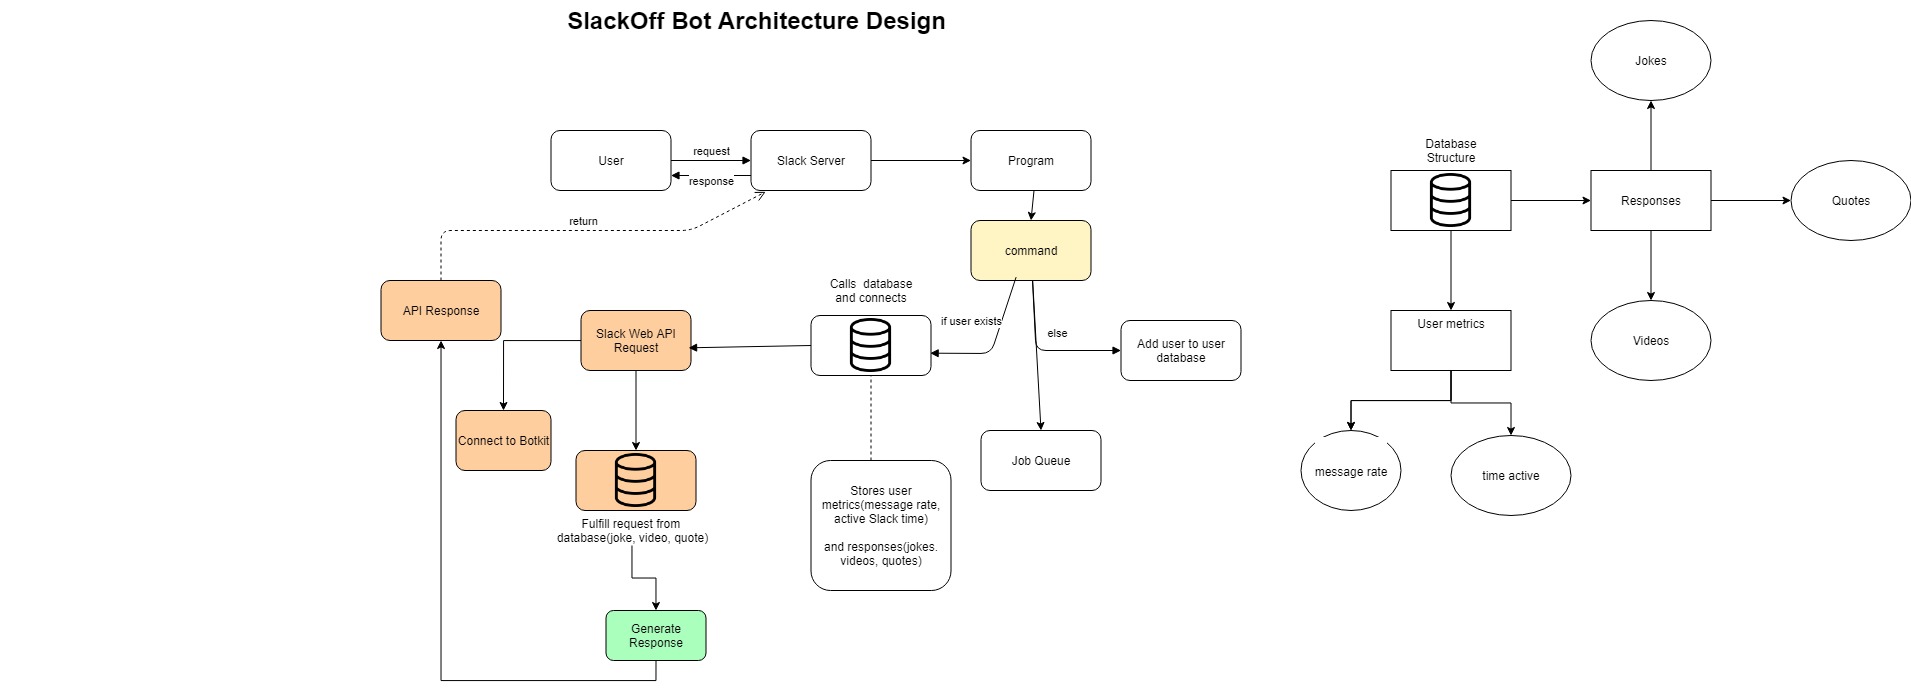 SlackOff Bot Architecture Design
User
request
response
Slack Server
Program
return
command
API Response
Slack Web API
Request
Calls  database
and connects
if user exists
else
Add user to user
database
Connect to Botkit
Job Queue
Fulfill request from
database(joke, video, quote)
Stores user
metrics(message rate,
active Slack time)
and responses(jokes.
videos, quotes)
Generate
Response
Database
Structure
Jokes
Responses
Quotes
User metrics
Videos
message rate
time active